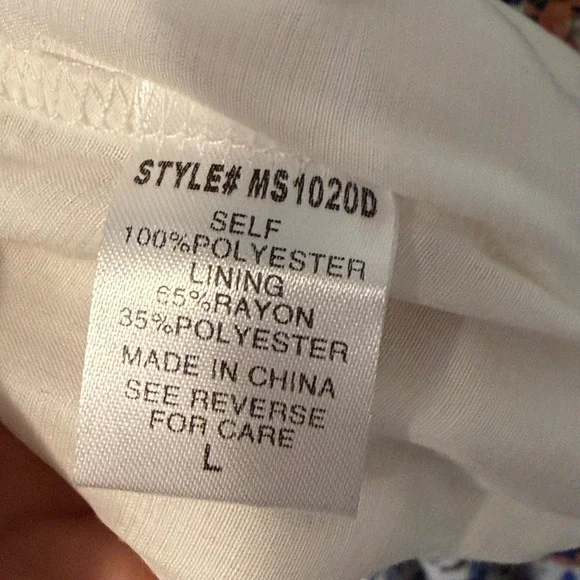 STYLE# MS1020D
SELF
100%POLYESTER
LINING
65%RAYON
35%POLYESTER
MADE IN CHINA
SEE REVERSE
FOR CARE
L